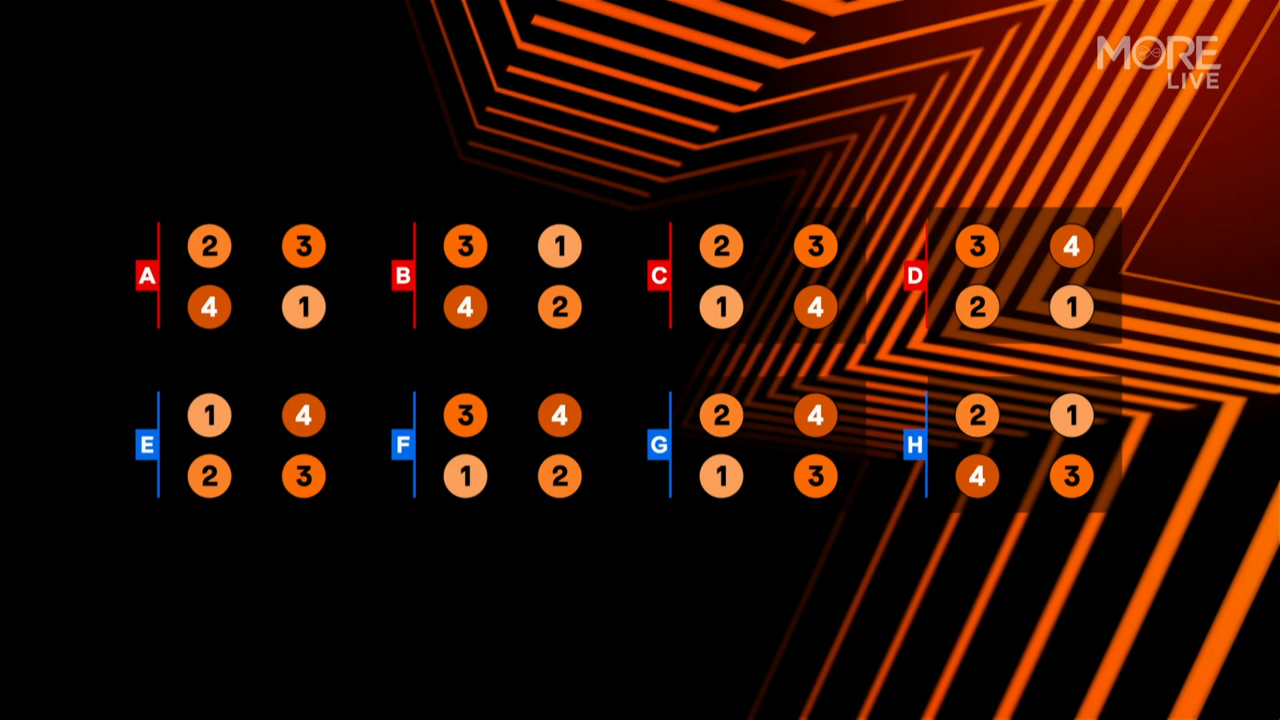 MORE
LIVE
A 2 3 4 1
B 3 1 4 2
C 2 3 1 4
D 3 4 2 1
E 1 4 2 3
F 3 4 1 2
G 2 4 1 3
H 2 1 4 3